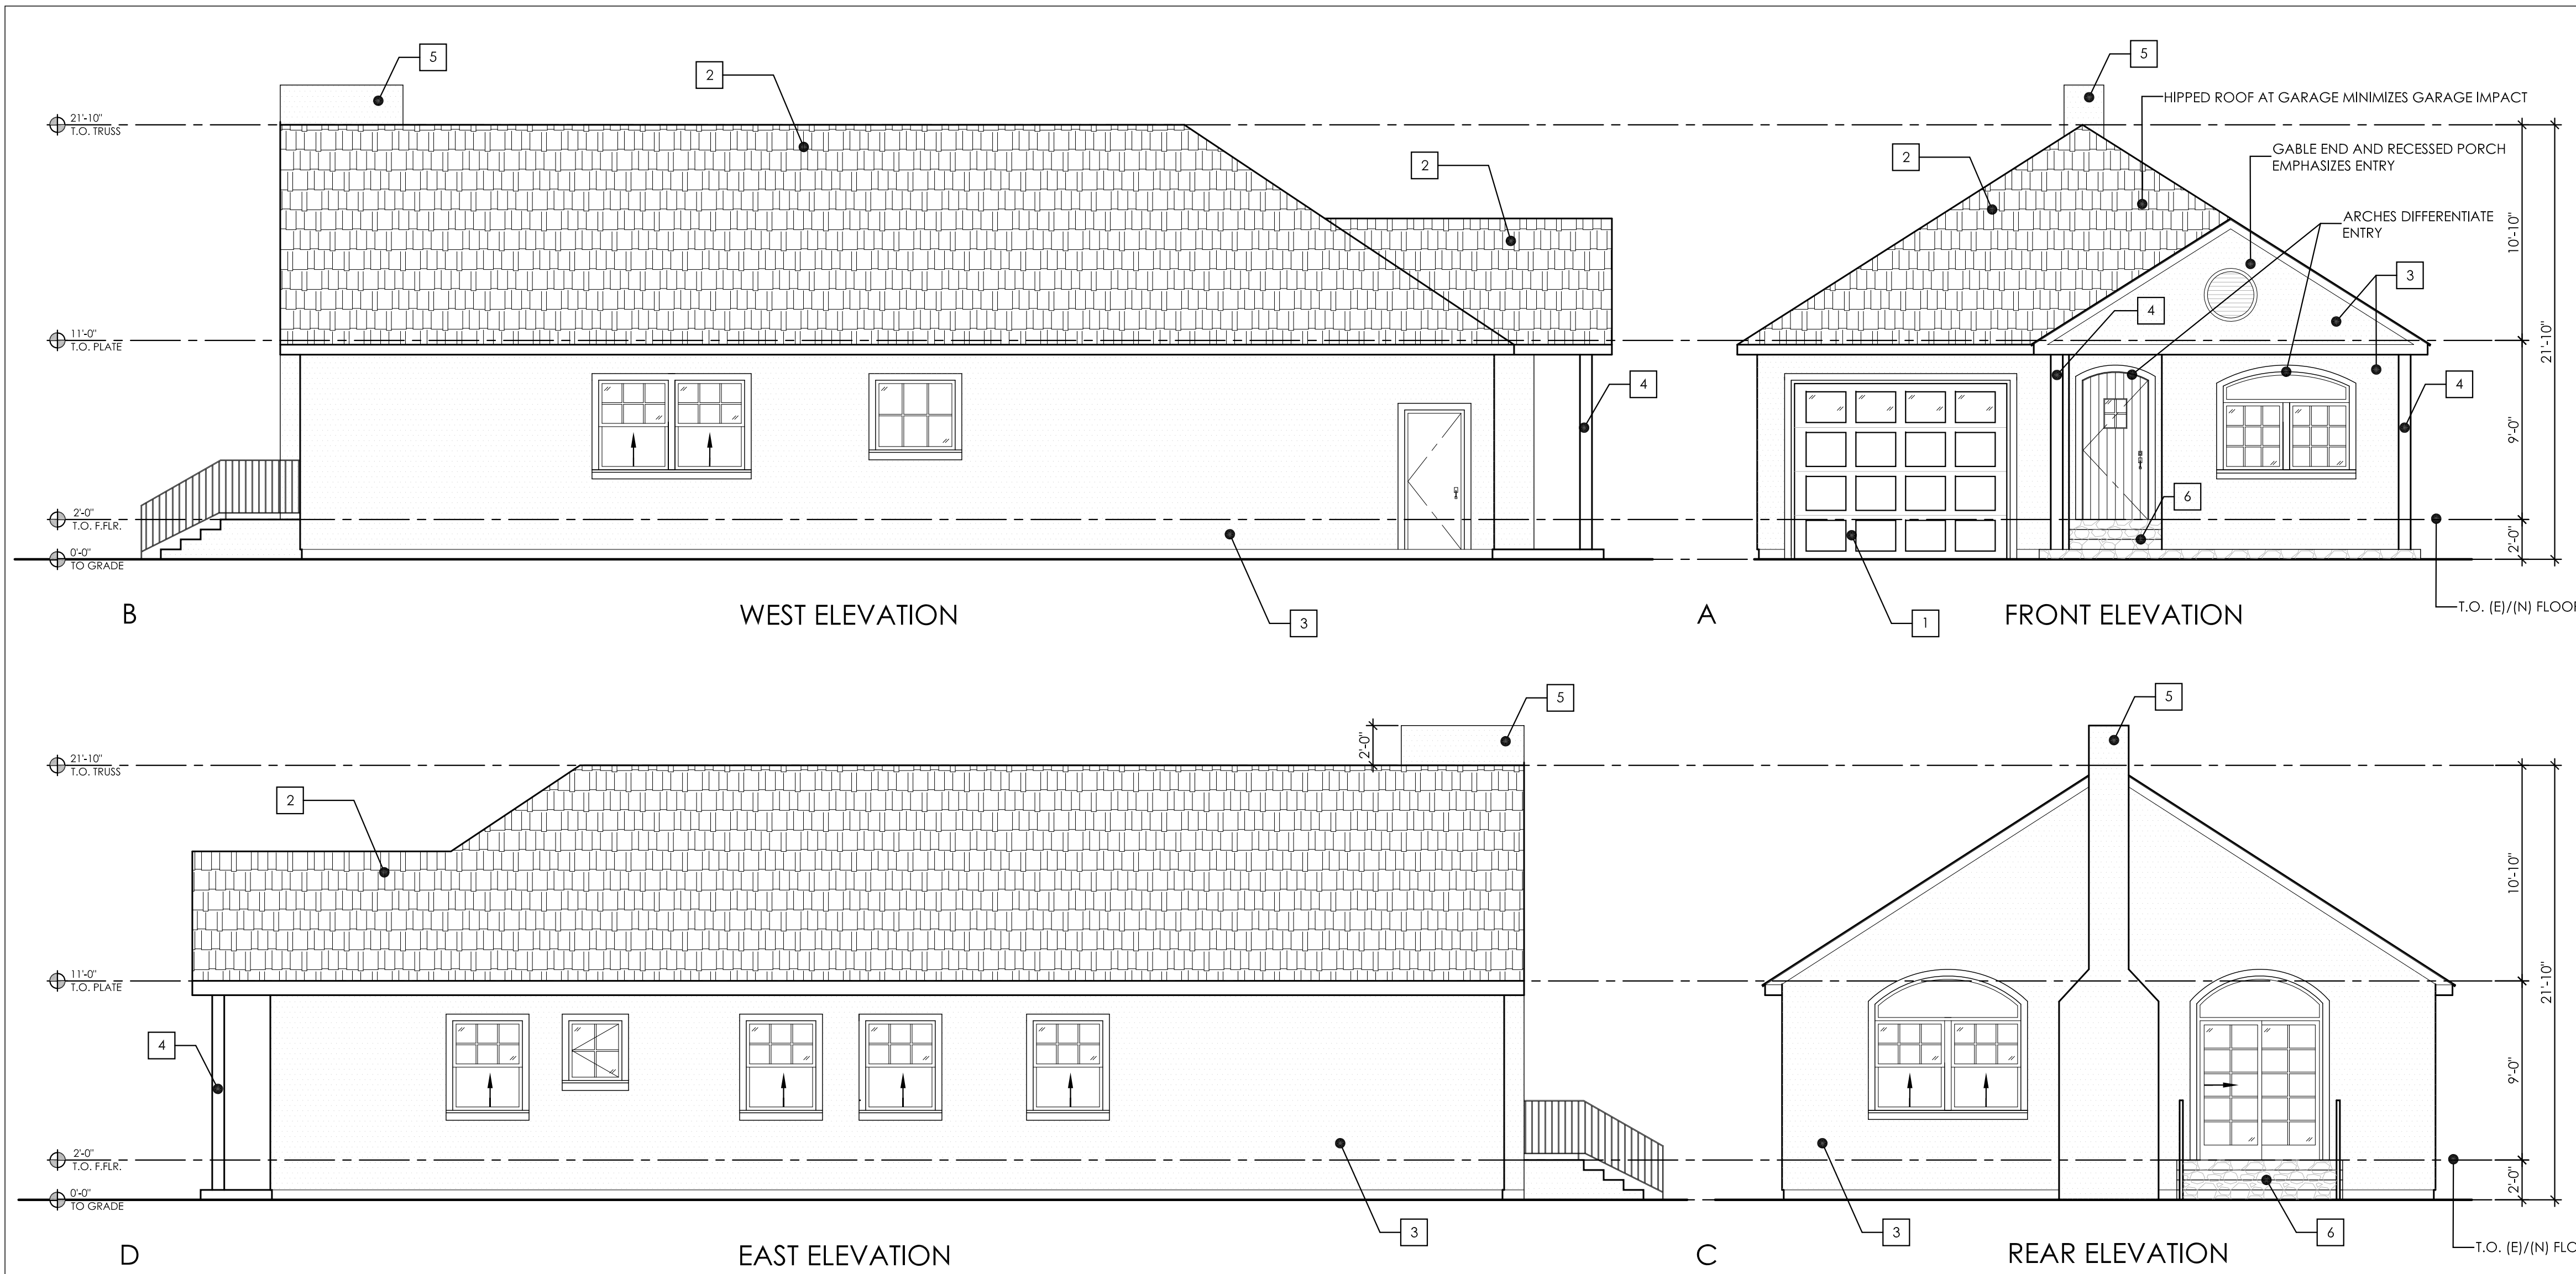 5
2
2
21'-10"
T.O. TRUSS
11'-0"
T.O. PLATE
4
2'-0"
T.O. F.FLR.
0'-0"
TO GRADE
3
B
WEST ELEVATION
5
HIPPED ROOF AT GARAGE MINIMIZES GARAGE IMPACT
2
GABLE END AND RECESSED PORCH
EMPHASIZES ENTRY
ARCHES DIFFERENTIATE
ENTRY
3
4
4
6
1
10'-10"
9'-0"
2'-0"
21'-10"
T.O. (E)/(N) FLOOR
A
FRONT ELEVATION
5
2'-0"
21'-10"
T.O. TRUSS
2
11'-0"
T.O. PLATE
4
2'-0"
T.O. F.FLR.
0'-0"
TO GRADE
3
D
EAST ELEVATION
5
10'-10"
9'-0"
2'-0"
21'-10"
3
6
T.O. (E)/(N) FLO
C
REAR ELEVATION